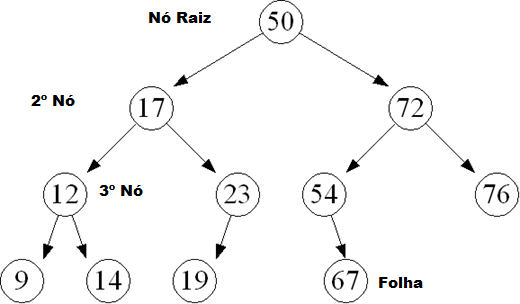 Nó Raiz 50
2º Nó 17 72
12 3º Nó 23 54 76
9 14 19 67 Folha